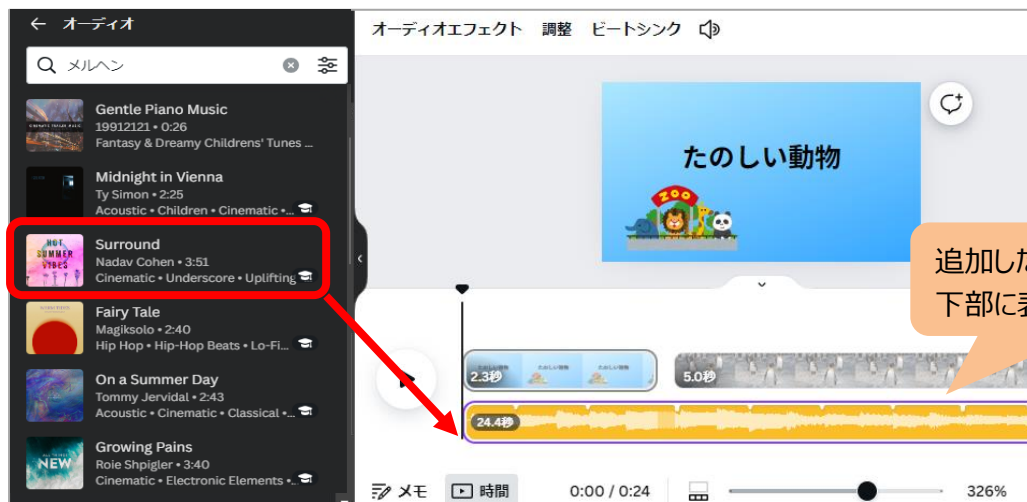 ← オーディオ
メルヘン
Gentle Piano Music
19912121 • 0:26
Fantasy & Dreamy Childrens' Tunes ...
Midnight in Vienna
Ty Simon • 2:25
Acoustic • Children • Cinematic •...
HOT
SUMMER
VIBES
Surround
Nadav Cohen • 3:51
Cinematic • Underscore • Uplifting
Fairy Tale
Magiksolo • 2:40
Hip Hop • Hip-Hop Beats • Lo-Fi...
On a Summer Day
Tommy Jervidal • 2:43
Acoustic • Cinematic • Classical •...
NEW
Growing Pains
Roie Shpigler • 3:40
Cinematic • Electronic Elements •...
オーディオエフェクト 調整 ビートシンク
たのしい動物
ZOO
追加した
下部に
2.3秒 5.0秒
24.4秒
メモ 時間 0:00 / 0:24 326%